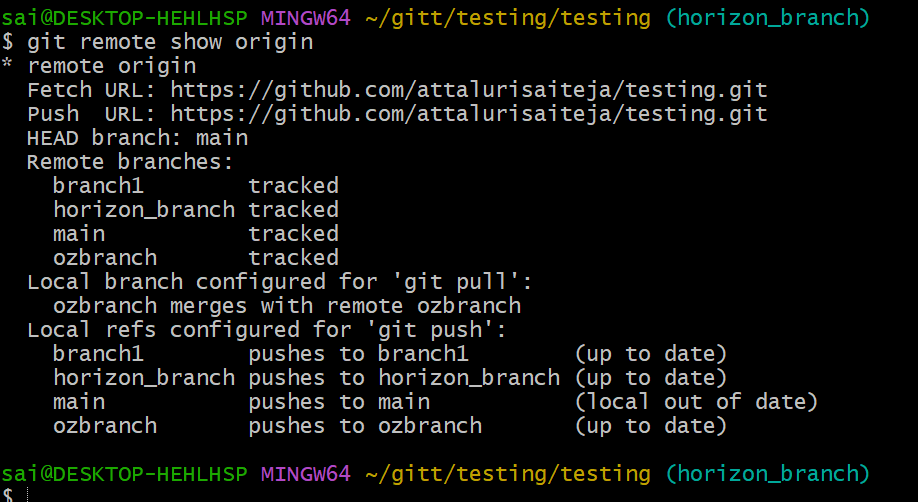 sai@DESKTOP-HEHLHSP MINGW64 ~/gitt/testing/testing (horizon_branch)
$ git remote show origin
* remote origin
  Fetch URL: https://github.com/attalurisaiteja/testing.git
  Push  URL: https://github.com/attalurisaiteja/testing.git
  HEAD branch: main
  Remote branches:
    branch1        tracked
    horizon_branch tracked
    main           tracked
    ozbranch       tracked
  Local branch configured for 'git pull':
    ozbranch merges with remote ozbranch
  Local refs configured for 'git push':
    branch1        pushes to branch1        (up to date)
    horizon_branch pushes to horizon_branch (up to date)
    main           pushes to main           (local out of date)
    ozbranch       pushes to ozbranch       (up to date)
sai@DESKTOP-HEHLHSP MINGW64 ~/gitt/testing/testing (horizon_branch)
$